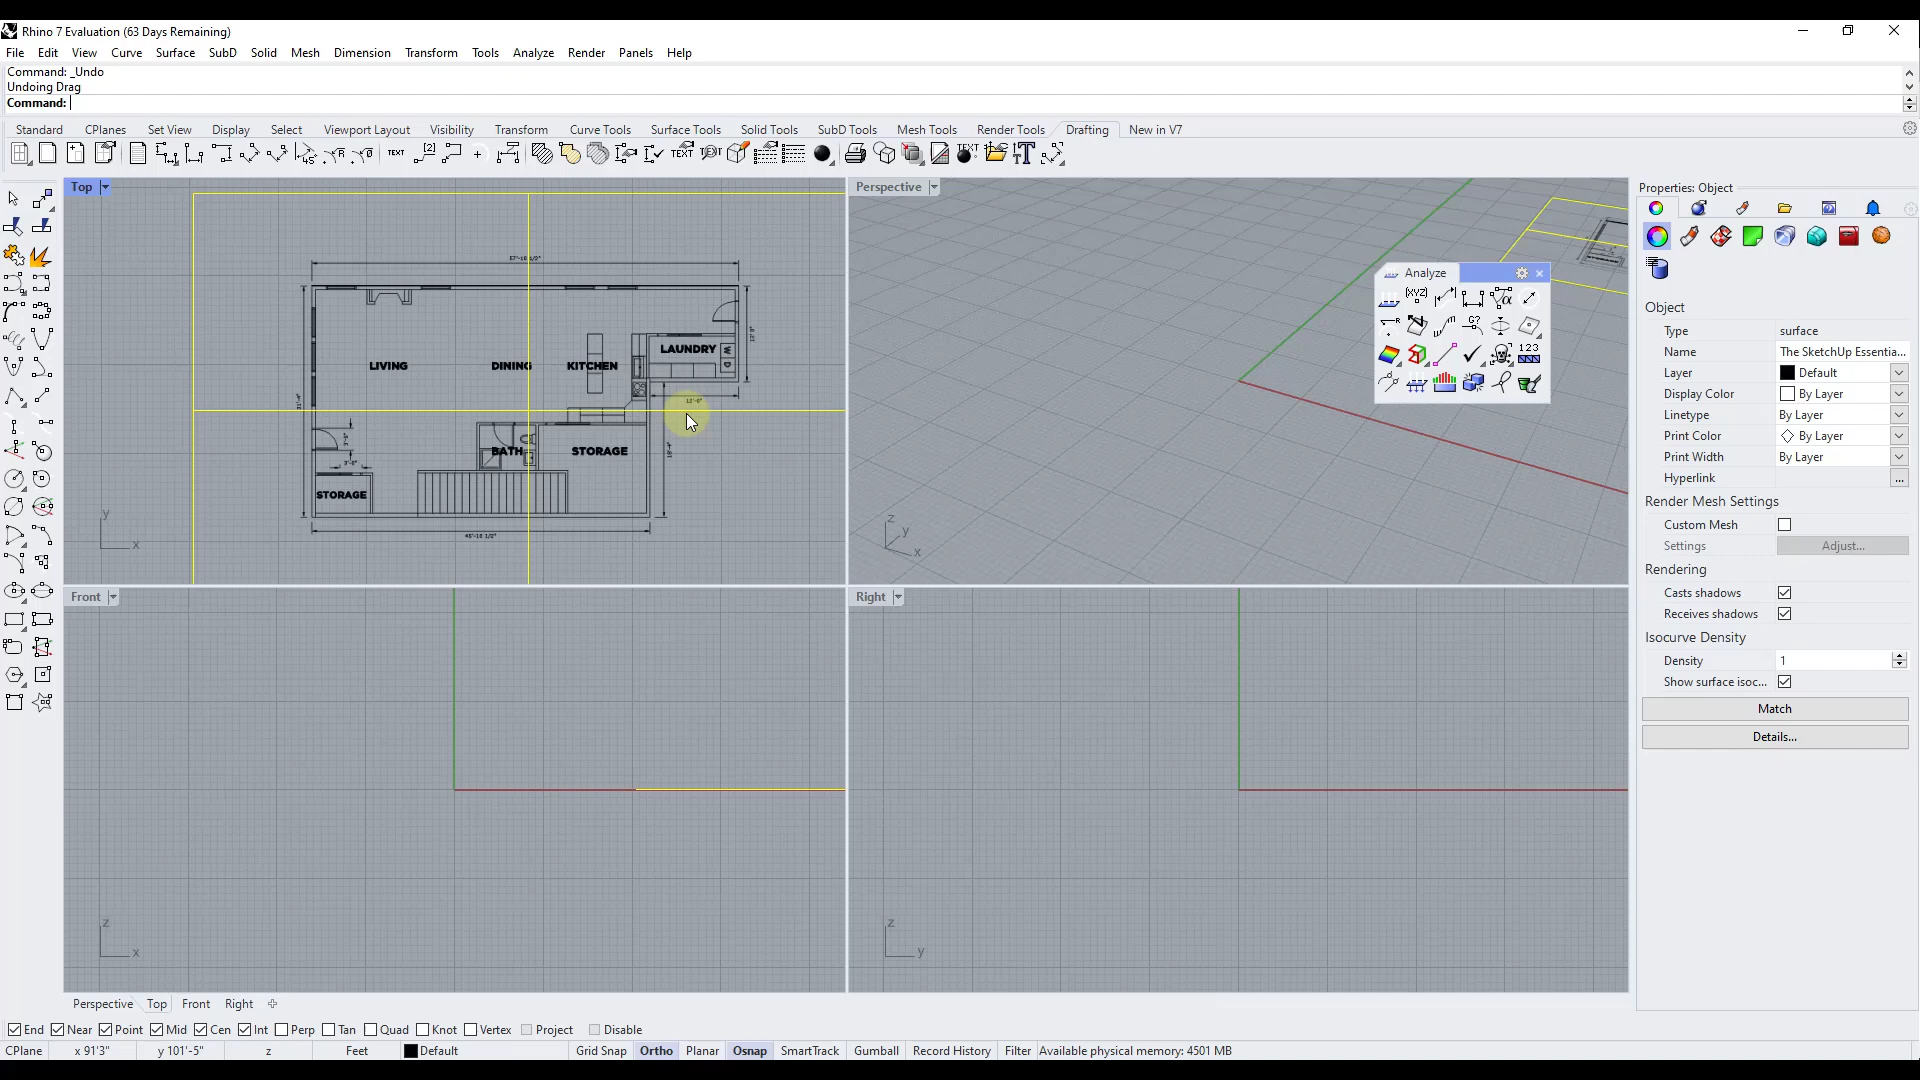 Rhino 7 Evaluation (63 Days Remaining)
File Edit View Curve Surface SubD Solid Mesh Dimension Transform Tools Analyze Render Panels Help
Command: _Undo
Undoing Drag
Command:
Standard CPlanes Set View Display Select Viewport Layout Visibility Transform Curve Tools Surface Tools Solid Tools SubD Tools Mesh Tools Render Tools Drafting New in V7
Top
57'-10 1/2"
LIVING DINING KITCHEN LAUNDRY
W
D
BATH STORAGE
STORAGE
y
x
Perspective
Analyze
z
y
x
Front
z
x
Right
z
y
Properties: Object
Object
Type surface
Name The SketchUp Essentia...
Layer Default
Display Color By Layer
Linetype By Layer
Print Color By Layer
Print Width By Layer
Hyperlink ...
Render Mesh Settings
Custom Mesh
Settings Adjust...
Rendering
Casts shadows
Receives shadows
Isocurve Density
Density 1
Show surface isoc...
Match
Details...
Perspective Top Front Right
End Near Point Mid Cen Int Perp Tan Quad Knot Vertex Project Disable
CPlane x 91'3" y 101'-5" z Feet Default Grid Snap Ortho Planar Osnap SmartTrack Gumball Record History Filter Available physical memory: 4501 MB